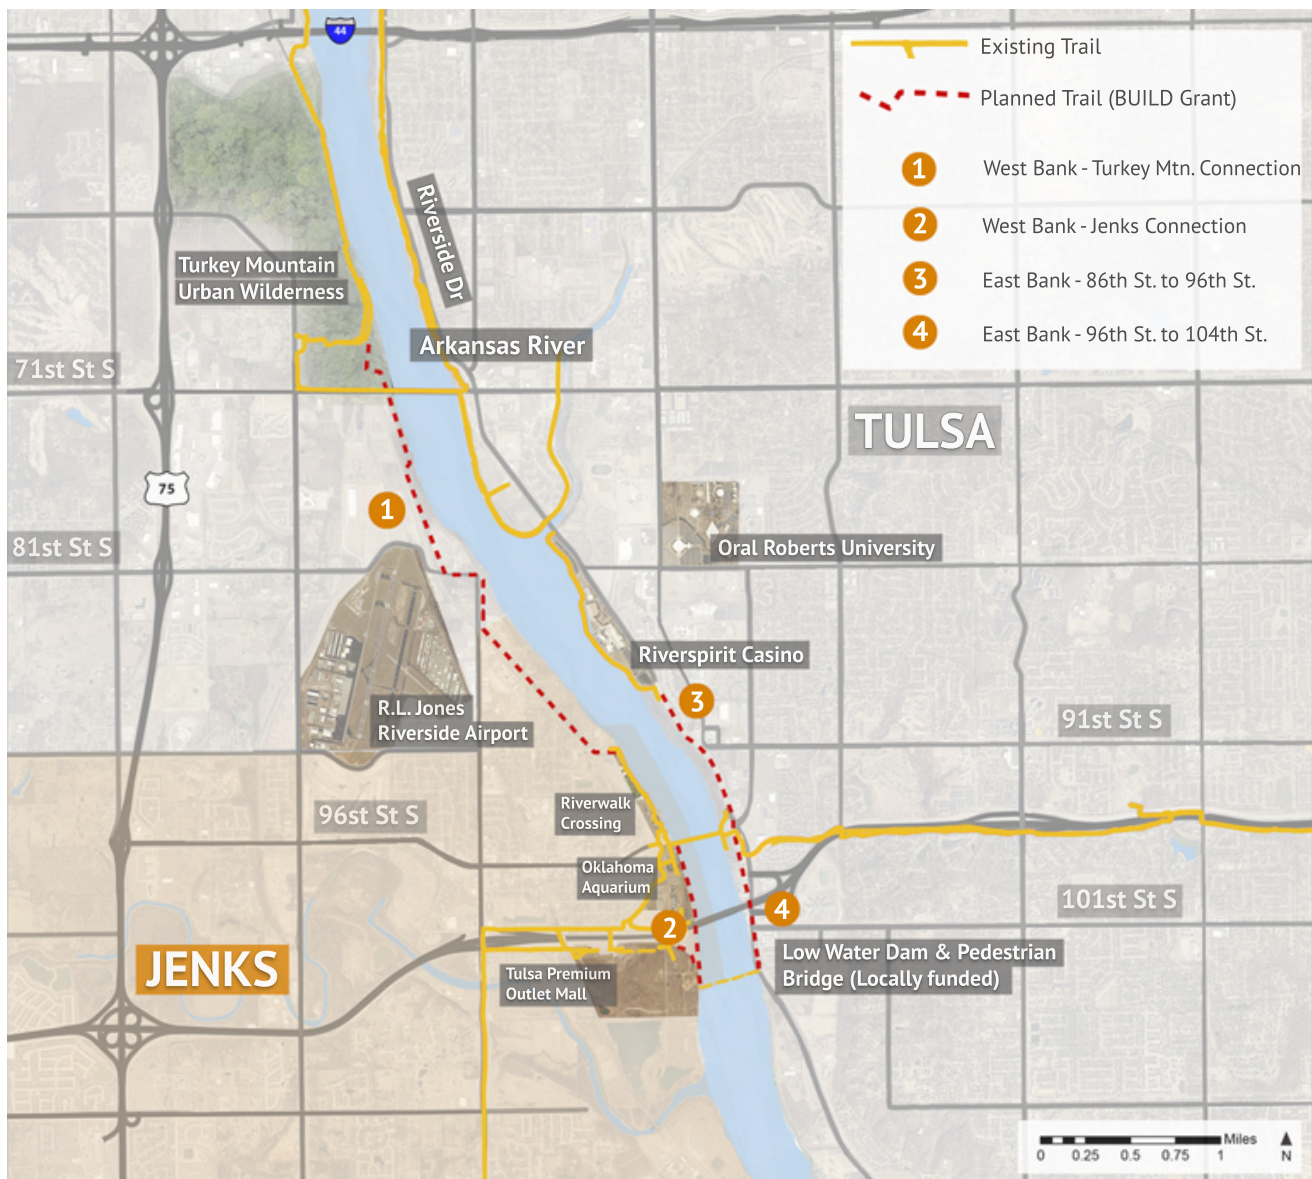 44
Existing Trail
Planned Trail (BUILD Grant)
1
West Bank - Turkey Mtn. Connection
2
West Bank - Jenks Connection
3
East Bank - 86th St. to 96th St.
4
East Bank - 96th St. to 104th St.
Riverside Dr
Turkey Mountain
Urban Wilderness
Arkansas River
71st St S
TULSA
75
1
81st St S
Oral Roberts University
Riverspirit Casino
3
R.L. Jones
Riverside Airport
91st St S
Riverwalk
Crossing
96st St S
Oklahoma
Aquarium
101st St S
4
2
JENKS
Tulsa Premium
Outlet Mall
Low Water Dam & Pedestrian
Bridge (Locally funded)
Miles
0 0.25 0.5 0.75 1
N